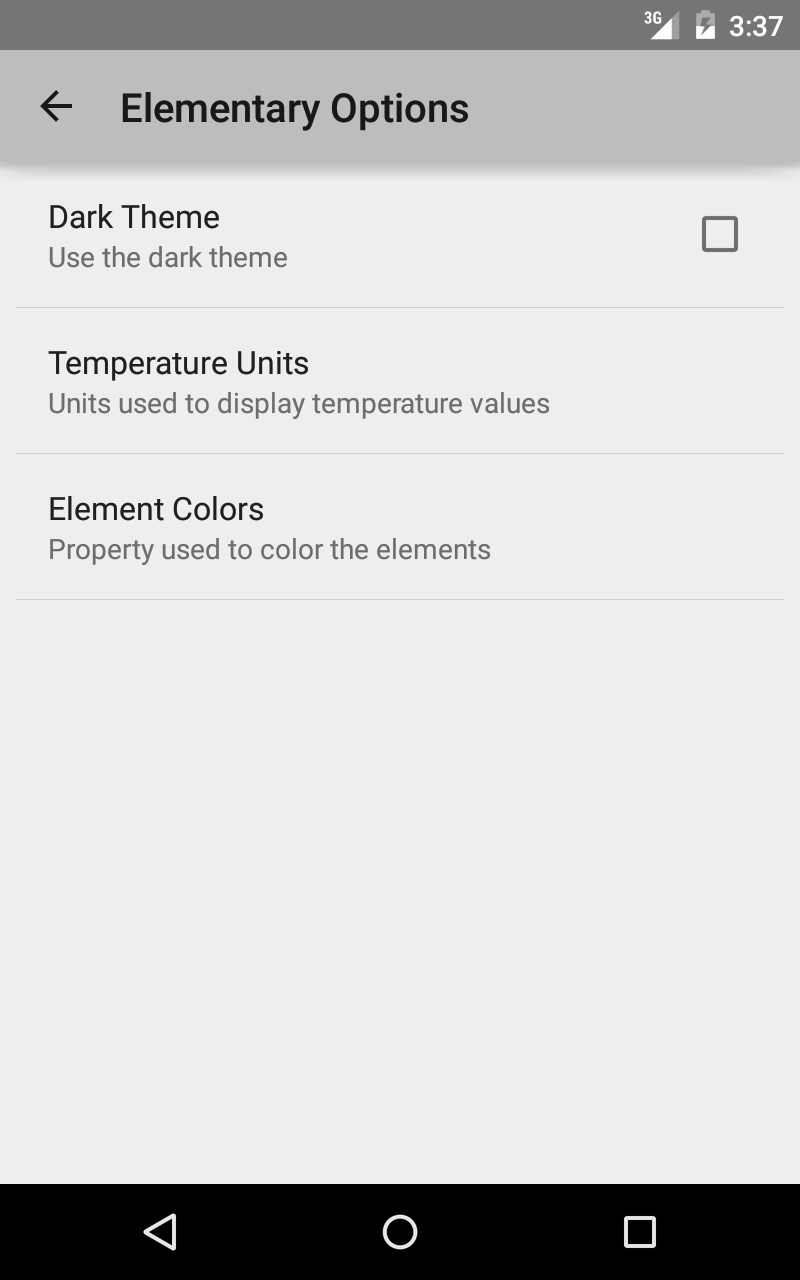 3G 3:37
Elementary Options
Dark Theme
Use the dark theme
Temperature Units
Units used to display temperature values
Element Colors
Property used to color the elements